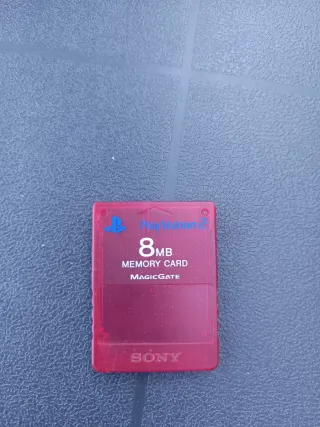 PlayStation 2
8MB
MEMORY CARD
MAGICGATE
SONY